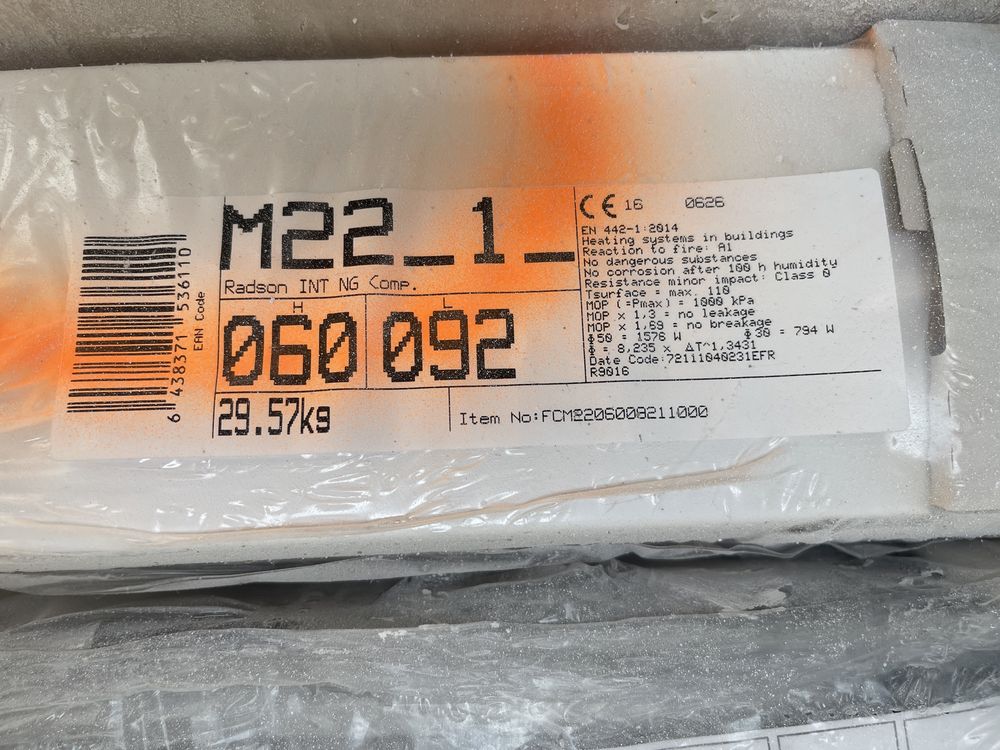 M22_1_
Radson INT NG Comp.
H L
060 092
29.57kg
Item No:FCM2206009211000
6 438371 536110
EAN Code
CE 16 0626
EN 442-1:2014
Heating systems in buildings
Reaction to fire: A1
No dangerous substances
No corrosion after 100 h humidity
Resistance minor impact: Class 0
Tsurface = max. 110
MOP (=Pmax) = 1000 kPa
MOP x 1,3 = no leakage
MOP x 1,69 = no breakage
Φ50 = 1576 W Φ30 = 794 W
Φ = 8,235 x ΔT^1,3431
Date Code:72111040231EFR
R9016